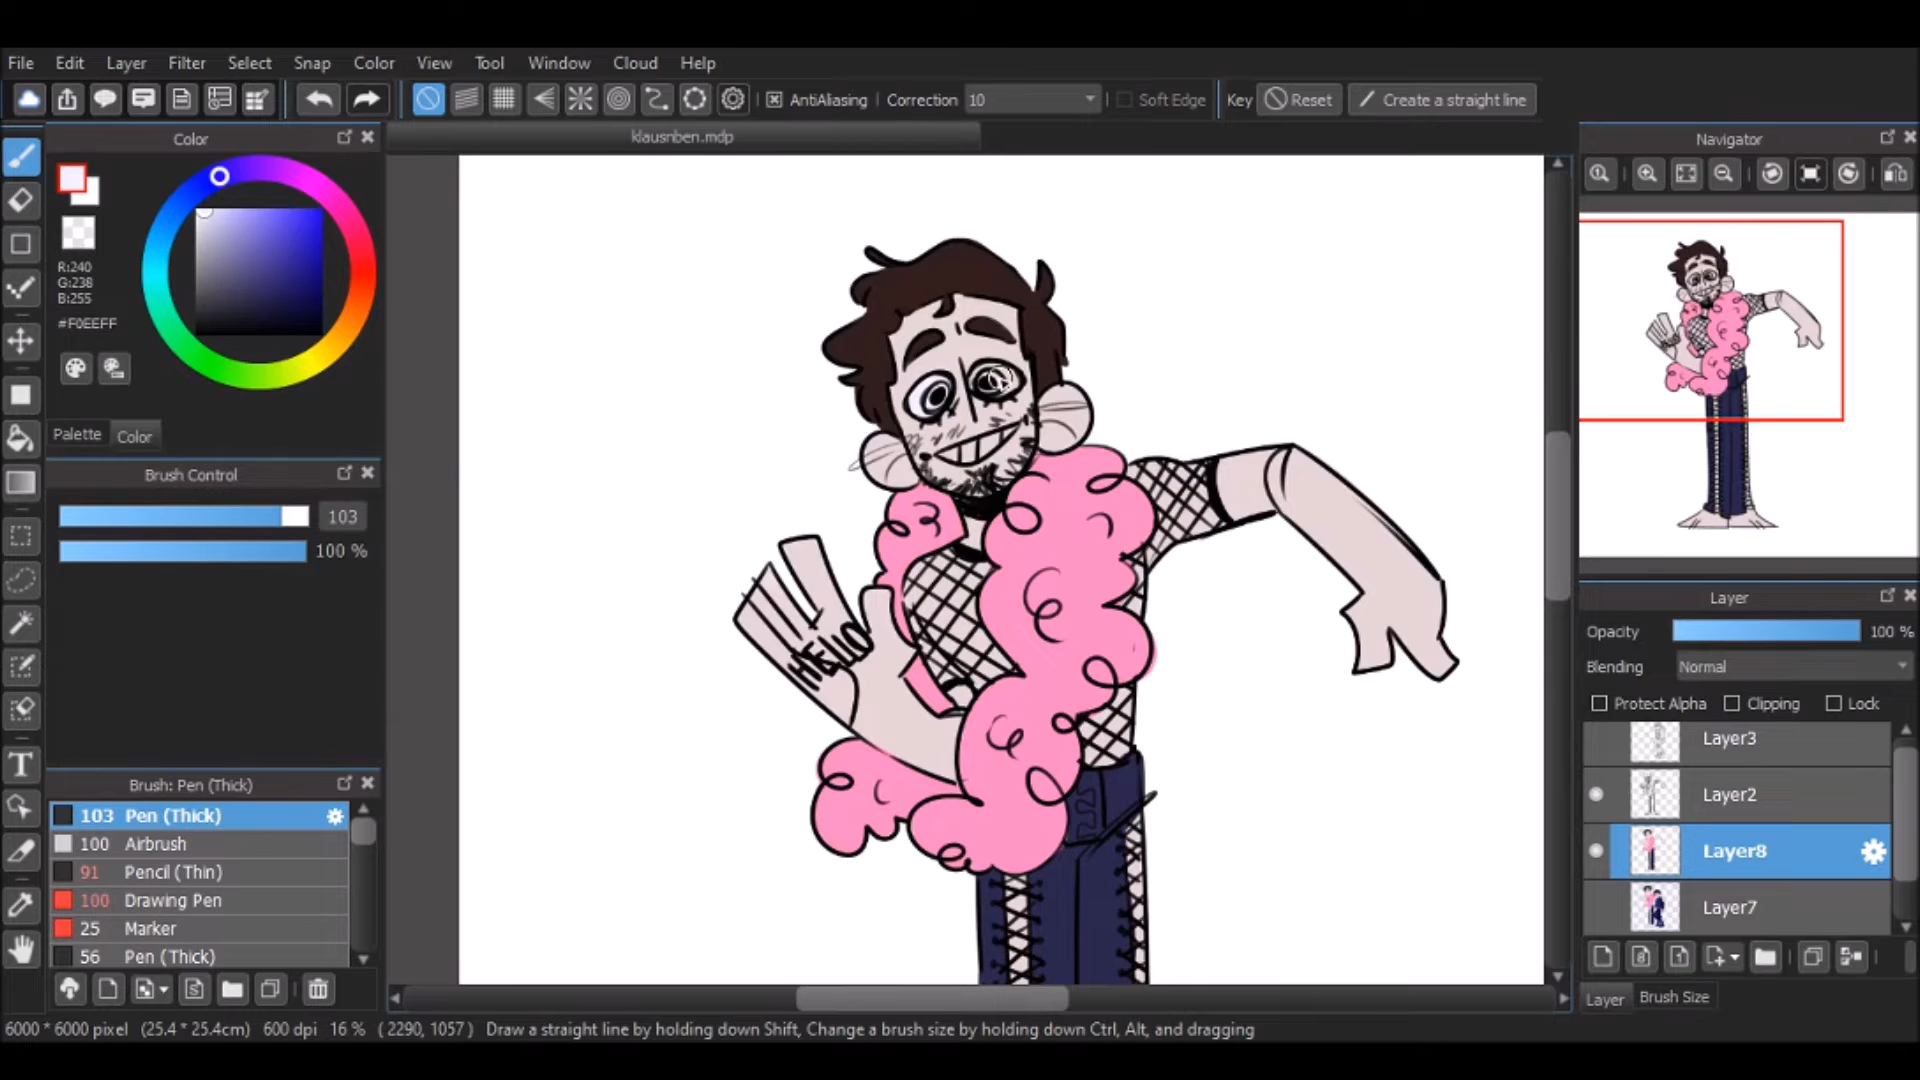 File Edit Layer Filter Select Snap Color View Tool Window Cloud Help
AntiAliasing Correction 10 Soft Edge Key Reset Create a straight line
Color
klausnben.mdp
Navigator
R:240
G:238
B:255
#F0EEFF
Palette Color
Brush Control
103
100 %
HELLO
Layer
Opacity 100 %
Blending Normal
Protect Alpha Clipping Lock
Layer3
Layer2
Layer8
Layer7
Layer Brush Size
Brush: Pen (Thick)
103 Pen (Thick)
100 Airbrush
91 Pencil (Thin)
100 Drawing Pen
25 Marker
56 Pen (Thick)
6000 * 6000 pixel (25.4 * 25.4cm) 600 dpi 16 % ( 2290, 1057 ) Draw a straight line by holding down Shift, Change a brush size by holding down Ctrl, Alt, and dragging